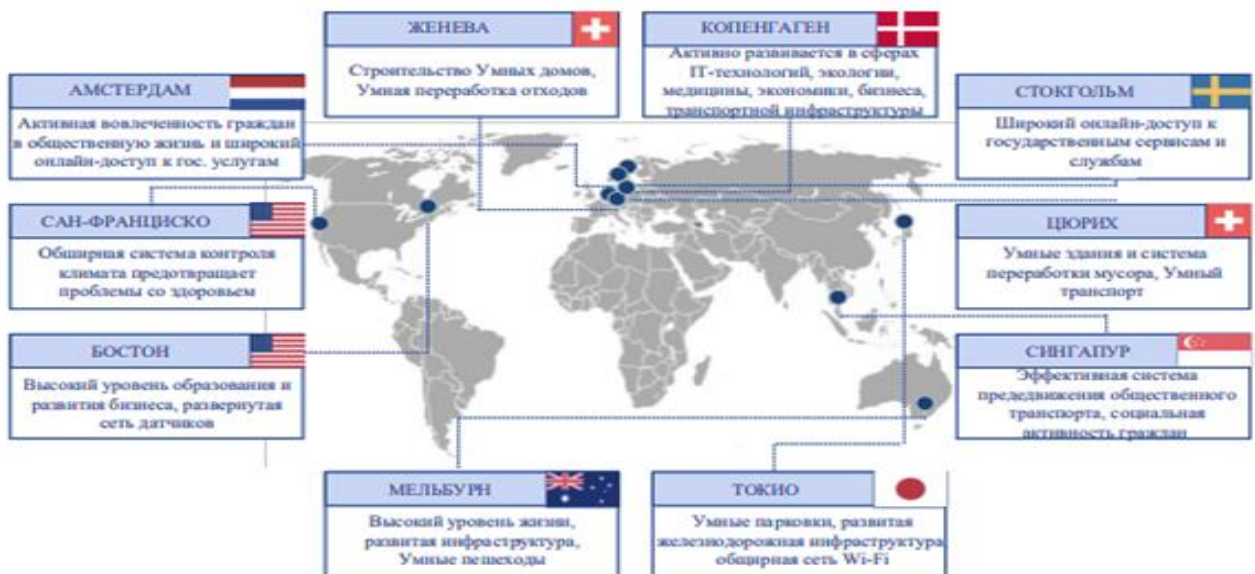 ЖЕНЕВА
Строительство Умных домов,
Умная переработка отходов
КОПЕНГАГЕН
Активно развивается в сферах
IT-технологий, экологии,
медицины, экономики, бизнеса,
транспортной инфраструктуры
АМСТЕРДАМ
Активная вовлеченность граждан
в общественную жизнь и широкий
онлайн-доступ к гос. услугам
СТОКГОЛЬМ
Широкий онлайн-доступ к
государственным сервисам и
службам
САН-ФРАНЦИСКО
Обширная система контроля
климата предотвращает
проблемы со здоровьем
ЦЮРИХ
Умные здания и система
переработки мусора, Умный
транспорт
БОСТОН
Высокий уровень образования и
развития бизнеса, развернутая
сеть датчиков
СИНГАПУР
Эффективная система
предедвижения общественного
транспорта, социальная
активность граждан
МЕЛЬБУРН
Высокий уровень жизни,
развитая инфраструктура,
Умные пешеходы
ТОКИО
Умные парковки, развитая
железнодорожная инфраструктура
общирная сеть Wi-Fi